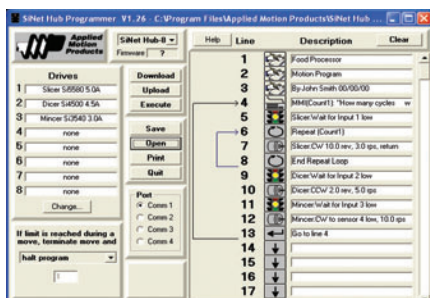 SiNet Hub Programmer V1.26 - C:\Program Files\Applied Motion Products\SiNet Hub ...
Applied Motion Products
SiNet Hub-8
Firmware ?
Help Line Description Clear
Drives
1 Slicer Si5580 5.0A
2 Dicer Si4500 4.5A
3 Mincer Si3540 3.0A
4 none
5 none
6 none
7 none
8 none
Change...
If limit is reached during a move, terminate move and
halt program
1
Download
Upload
Execute
Save
Open
Print
Quit
Port
Comm 1
Comm 2
Comm 3
Comm 4
1 Food Processor
2 Motion Program
3 By John Smith 00/00/00
4 MMI(Count1): "How many cycles w
5 Slicer:Wait for Input 1 low
6 Repeat (Count1)
7 Slicer:CW 10.0 rev, 3.0 rps, return
8 End Repeat Loop
9 Dicer:Wait for Input 2 low
10 Dicer:CCW 2.0 rev, 5.0 rps
11 Mincer:Wait for Input 3 low
12 Mincer:CW to sensor 4 low, 10.0 rps
13 Go to line 4
14
15
16
17